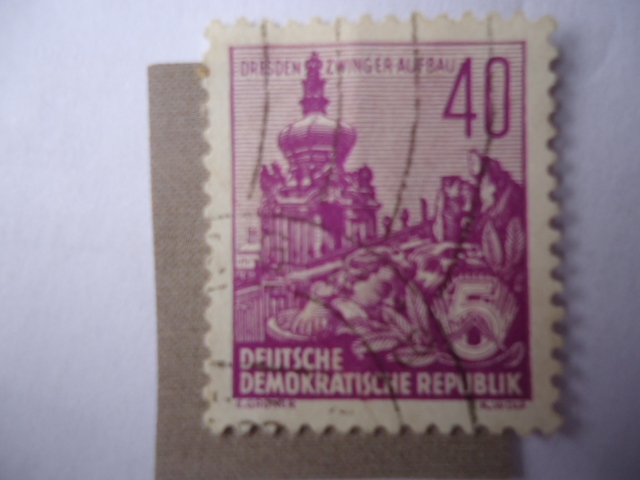 DRESDEN ZWINGER-AUFBAU
40
5
DEUTSCHE
DEMOKRATISCHE REPUBLIK